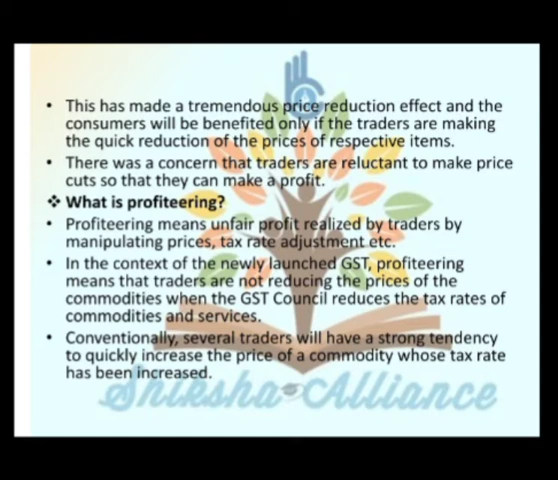 • This has made a tremendous price reduction effect and the
consumers will be benefited only if the traders are making
the quick reduction of the prices of respective items.
• There was a concern that traders are reluctant to make price
cuts so that they can make a profit.
❖ What is profiteering?
• Profiteering means unfair profit realized by traders by
manipulating prices, tax rate adjustment etc.
• In the context of the newly launched GST, profiteering
means that traders are not reducing the prices of the
commodities when the GST Council reduces the tax rates of
commodities and services.
• Conventionally, several traders will have a strong tendency
to quickly increase the price of a commodity whose tax rate
has been increased.
Shiksha Alliance